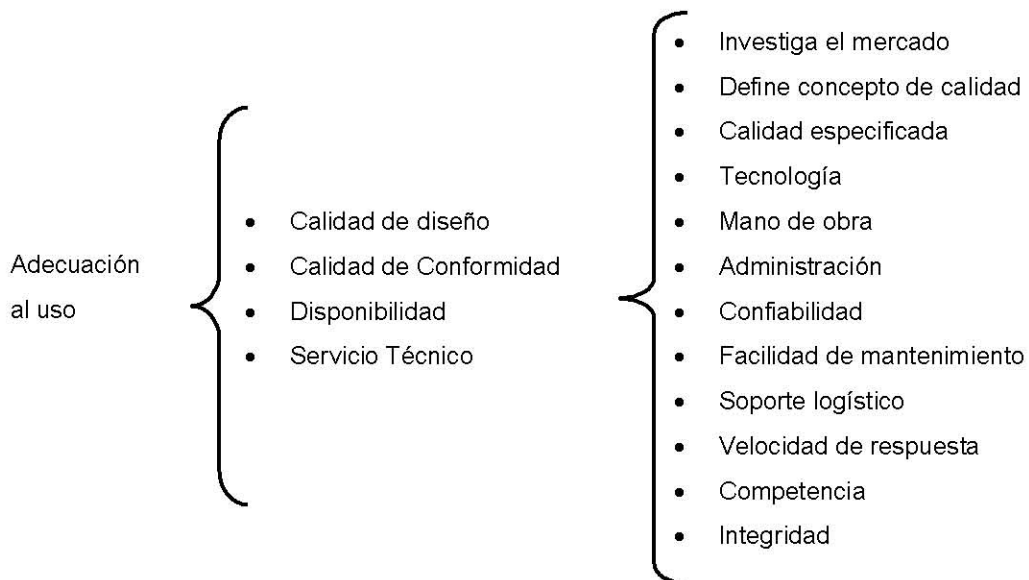 Adecuación
al uso
• Calidad de diseño
• Calidad de Conformidad
• Disponibilidad
• Servicio Técnico
• Investiga el mercado
• Define concepto de calidad
• Calidad especificada
• Tecnología
• Mano de obra
• Administración
• Confiabilidad
• Facilidad de mantenimiento
• Soporte logístico
• Velocidad de respuesta
• Competencia
• Integridad